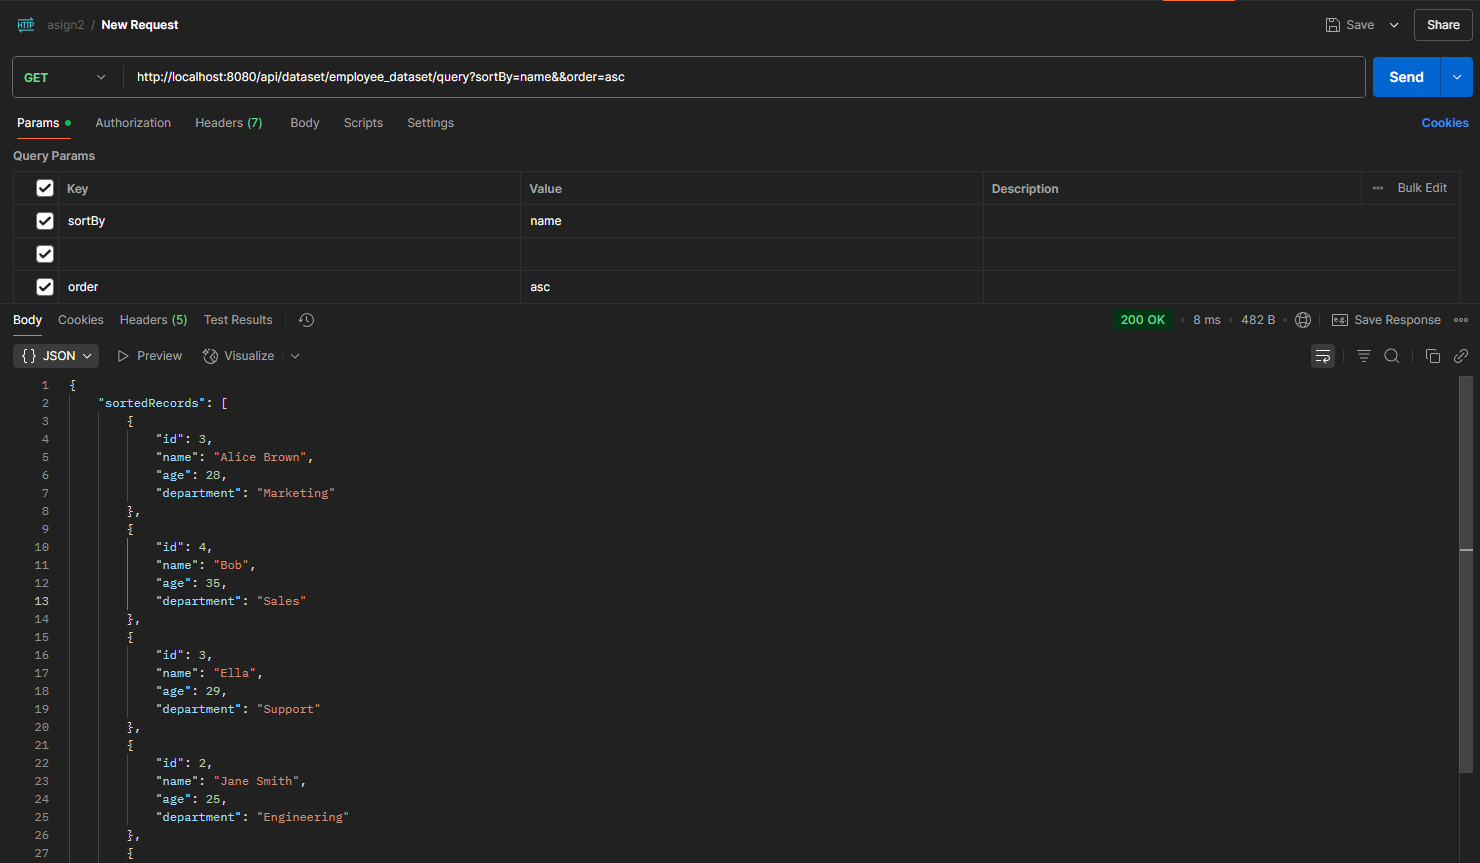 HTTP asign2 / New Request Save Share
GET http://localhost:8080/api/dataset/employee_dataset/query?sortBy=name&&order=asc Send
Params Authorization Headers (7) Body Scripts Settings Cookies
Query Params
Key Value Description Bulk Edit
sortBy name
order asc
Body Cookies Headers (5) Test Results 200 OK 8 ms 482 B e.g. Save Response
{} JSON Preview Visualize
1 {
2 "sortedRecords": [
3 {
4 "id": 3,
5 "name": "Alice Brown",
6 "age": 28,
7 "department": "Marketing"
8 },
9 {
10 "id": 4,
11 "name": "Bob",
12 "age": 35,
13 "department": "Sales"
14 },
15 {
16 "id": 3,
17 "name": "Ella",
18 "age": 29,
19 "department": "Support"
20 },
21 {
22 "id": 2,
23 "name": "Jane Smith",
24 "age": 25,
25 "department": "Engineering"
26 },
27 {